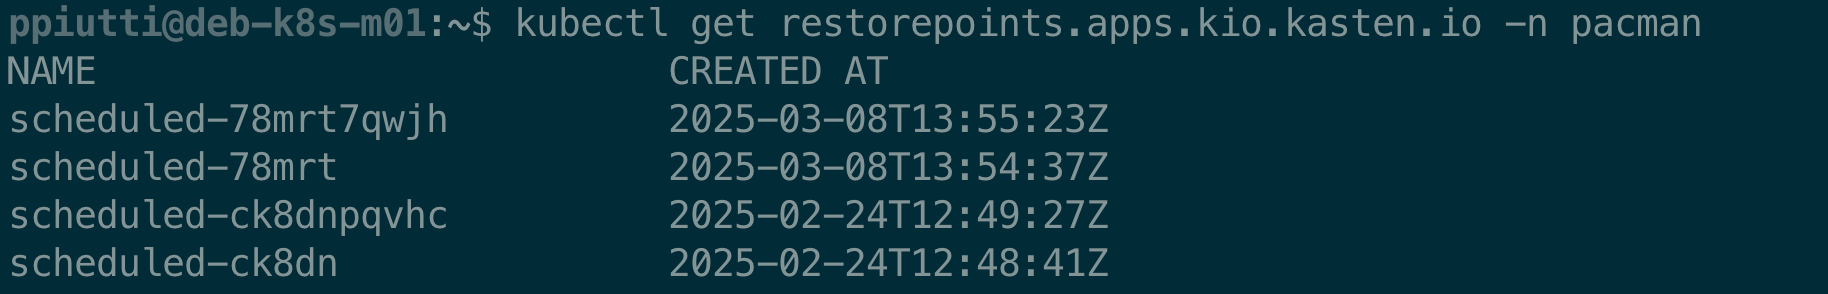 ppiutti@deb-k8s-m01:~$ kubectl get restorepoints.apps.kio.kasten.io -n pacman
NAME CREATED AT
scheduled-78mrt7qwjh 2025-03-08T13:55:23Z
scheduled-78mrt 2025-03-08T13:54:37Z
scheduled-ck8dnpqvhc 2025-02-24T12:49:27Z
scheduled-ck8dn 2025-02-24T12:48:41Z